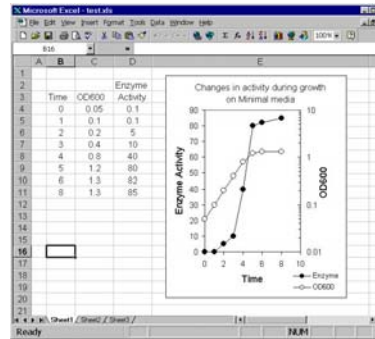 Microsoft Excel - test.xls
File Edit View Insert Format Tools Data Window Help
100%
B16 =
A B C D E
1
2 Enzyme
3 Time OD600 Activity
4 0 0.05 0.1
5 1 0.1 0.1
6 2 0.2 5
7 3 0.4 10
8 4 0.8 40
9 5 1.2 80
10 6 1.3 82
11 8 1.3 85
12
13
14
15
16
17
18
19
20
21
Changes in activity during growth
on Minimal media
90
80
70
60
50
40
30
20
10
0
Enzyme Activity
10
1
0.1
0.01
OD600
0 2 4 6 8 10
Time
Enzyme
OD600
Sheet1 / Sheet2 / Sheet3
Ready NUM